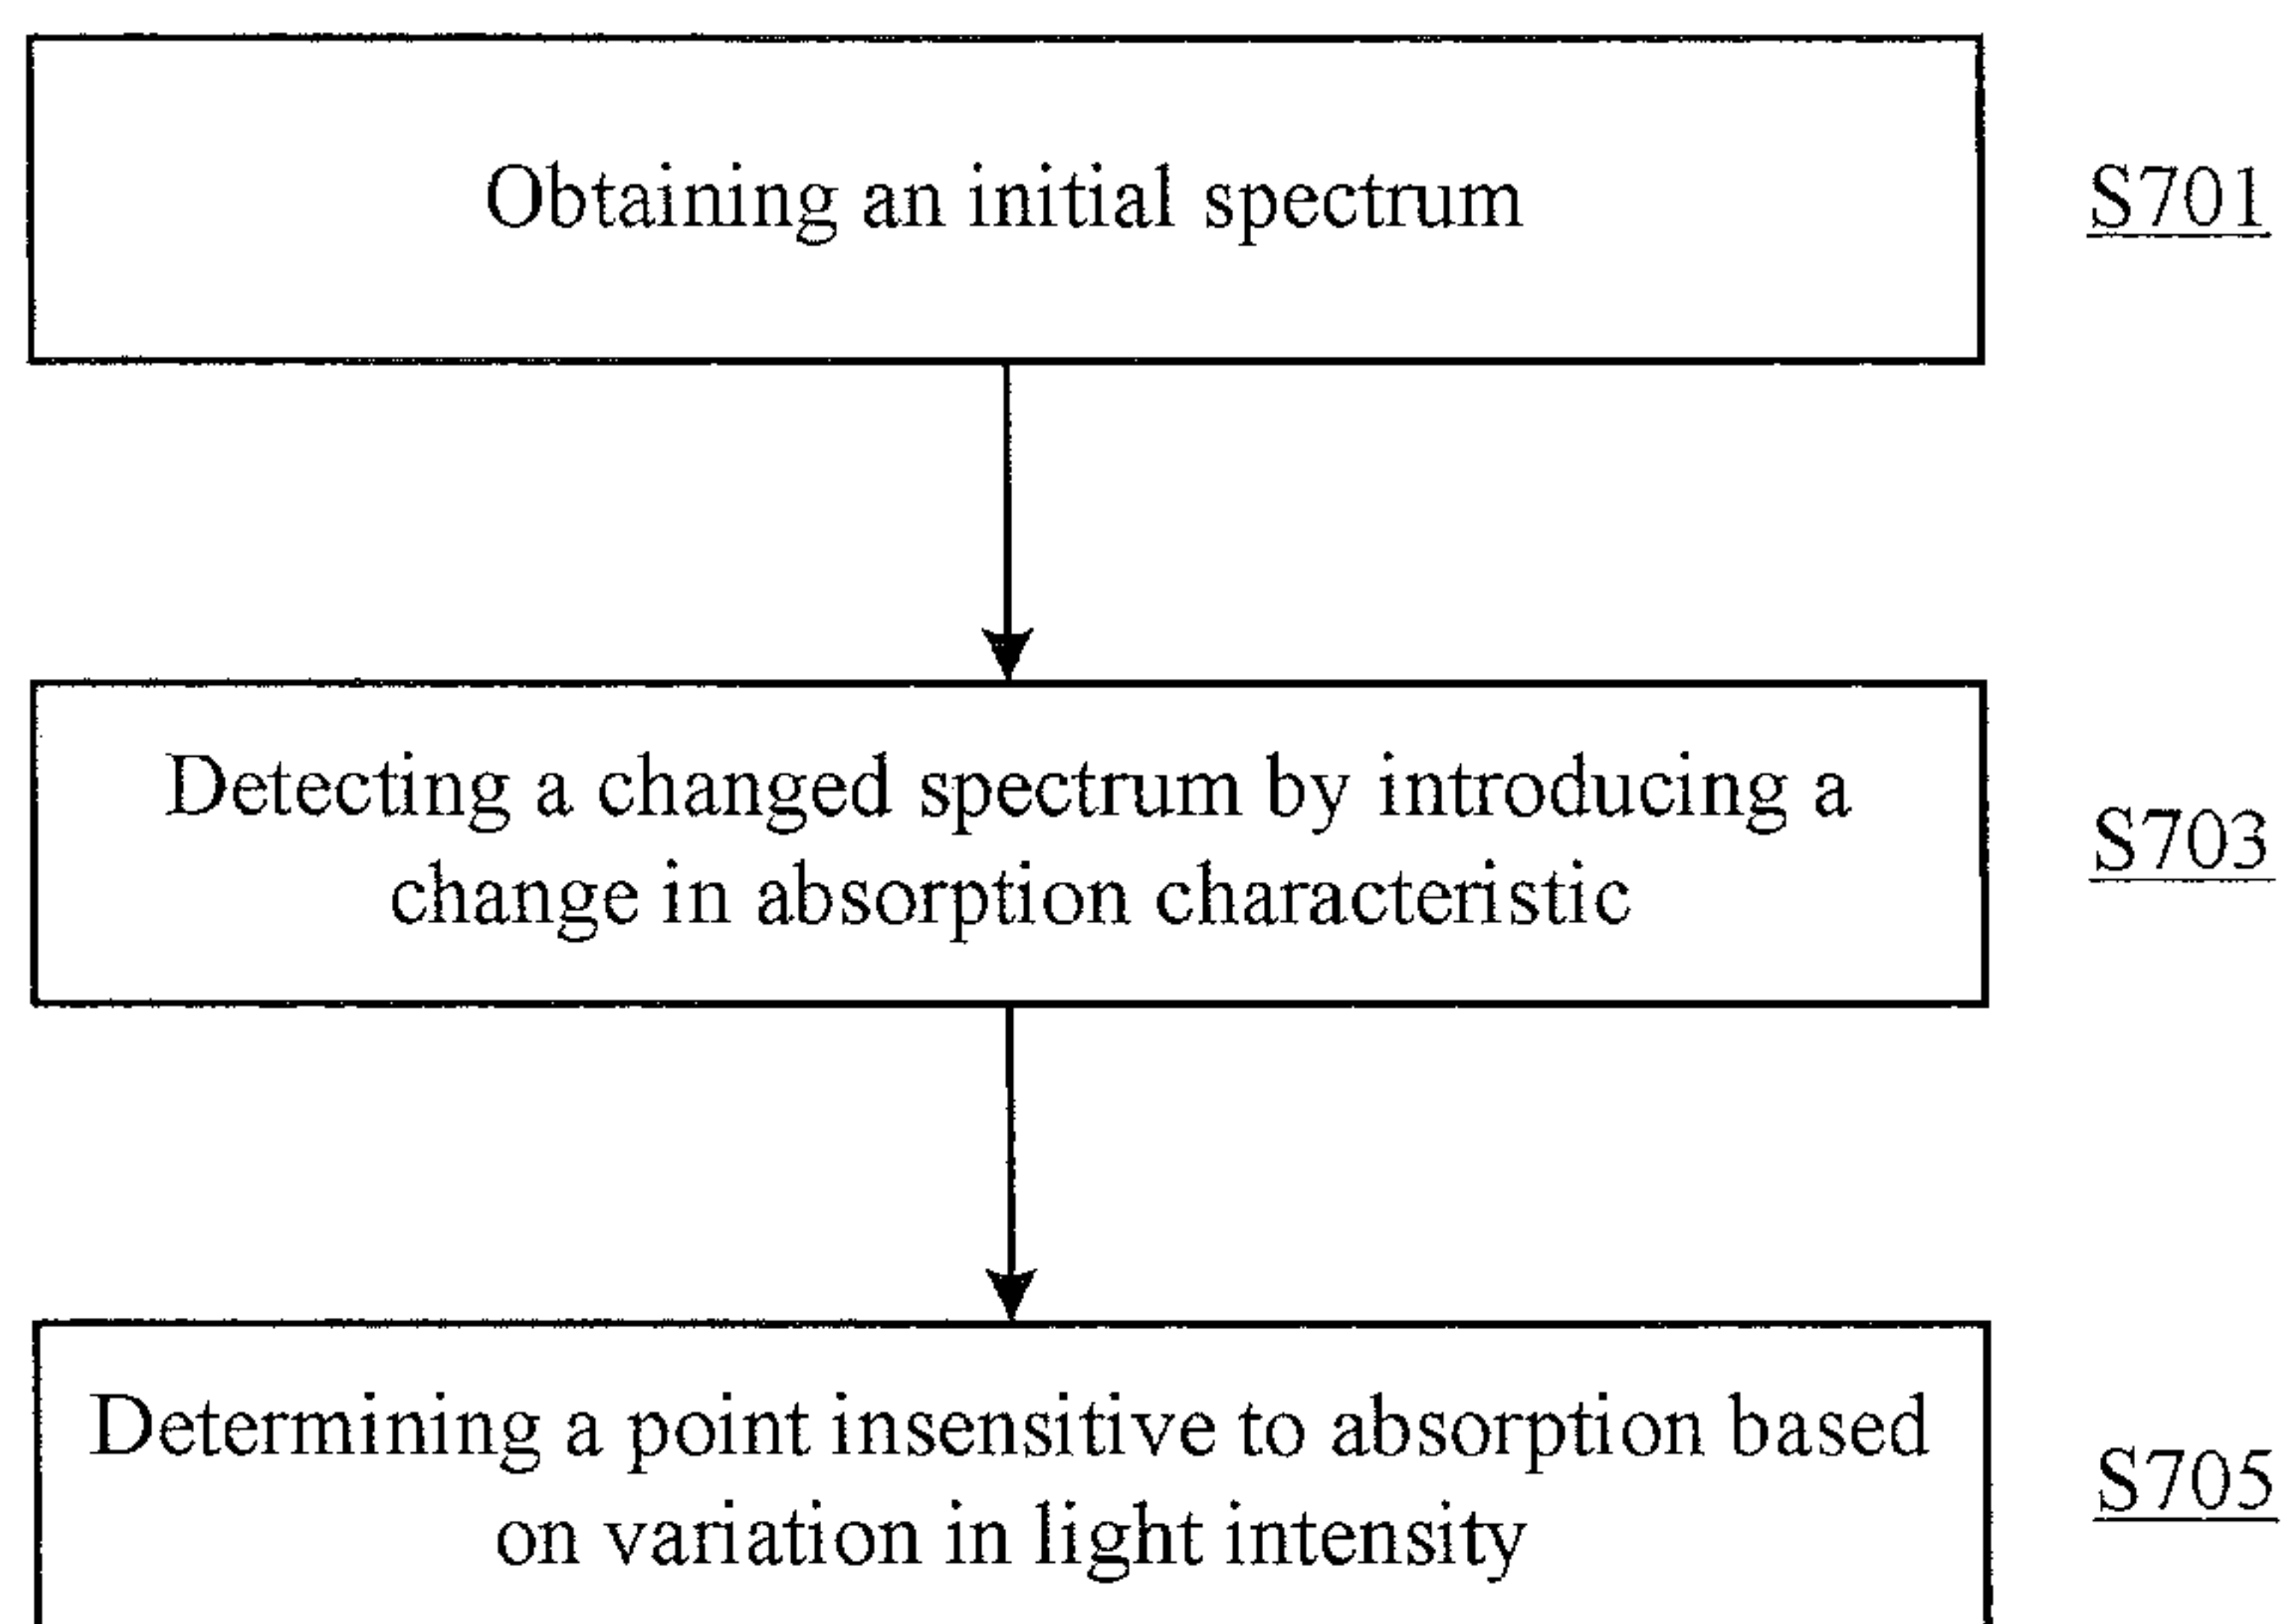 Obtaining an initial spectrum
S701
Detecting a changed spectrum by introducing a
change in absorption characteristic
S703
Determining a point insensitive to absorption based
on variation in light intensity
S705